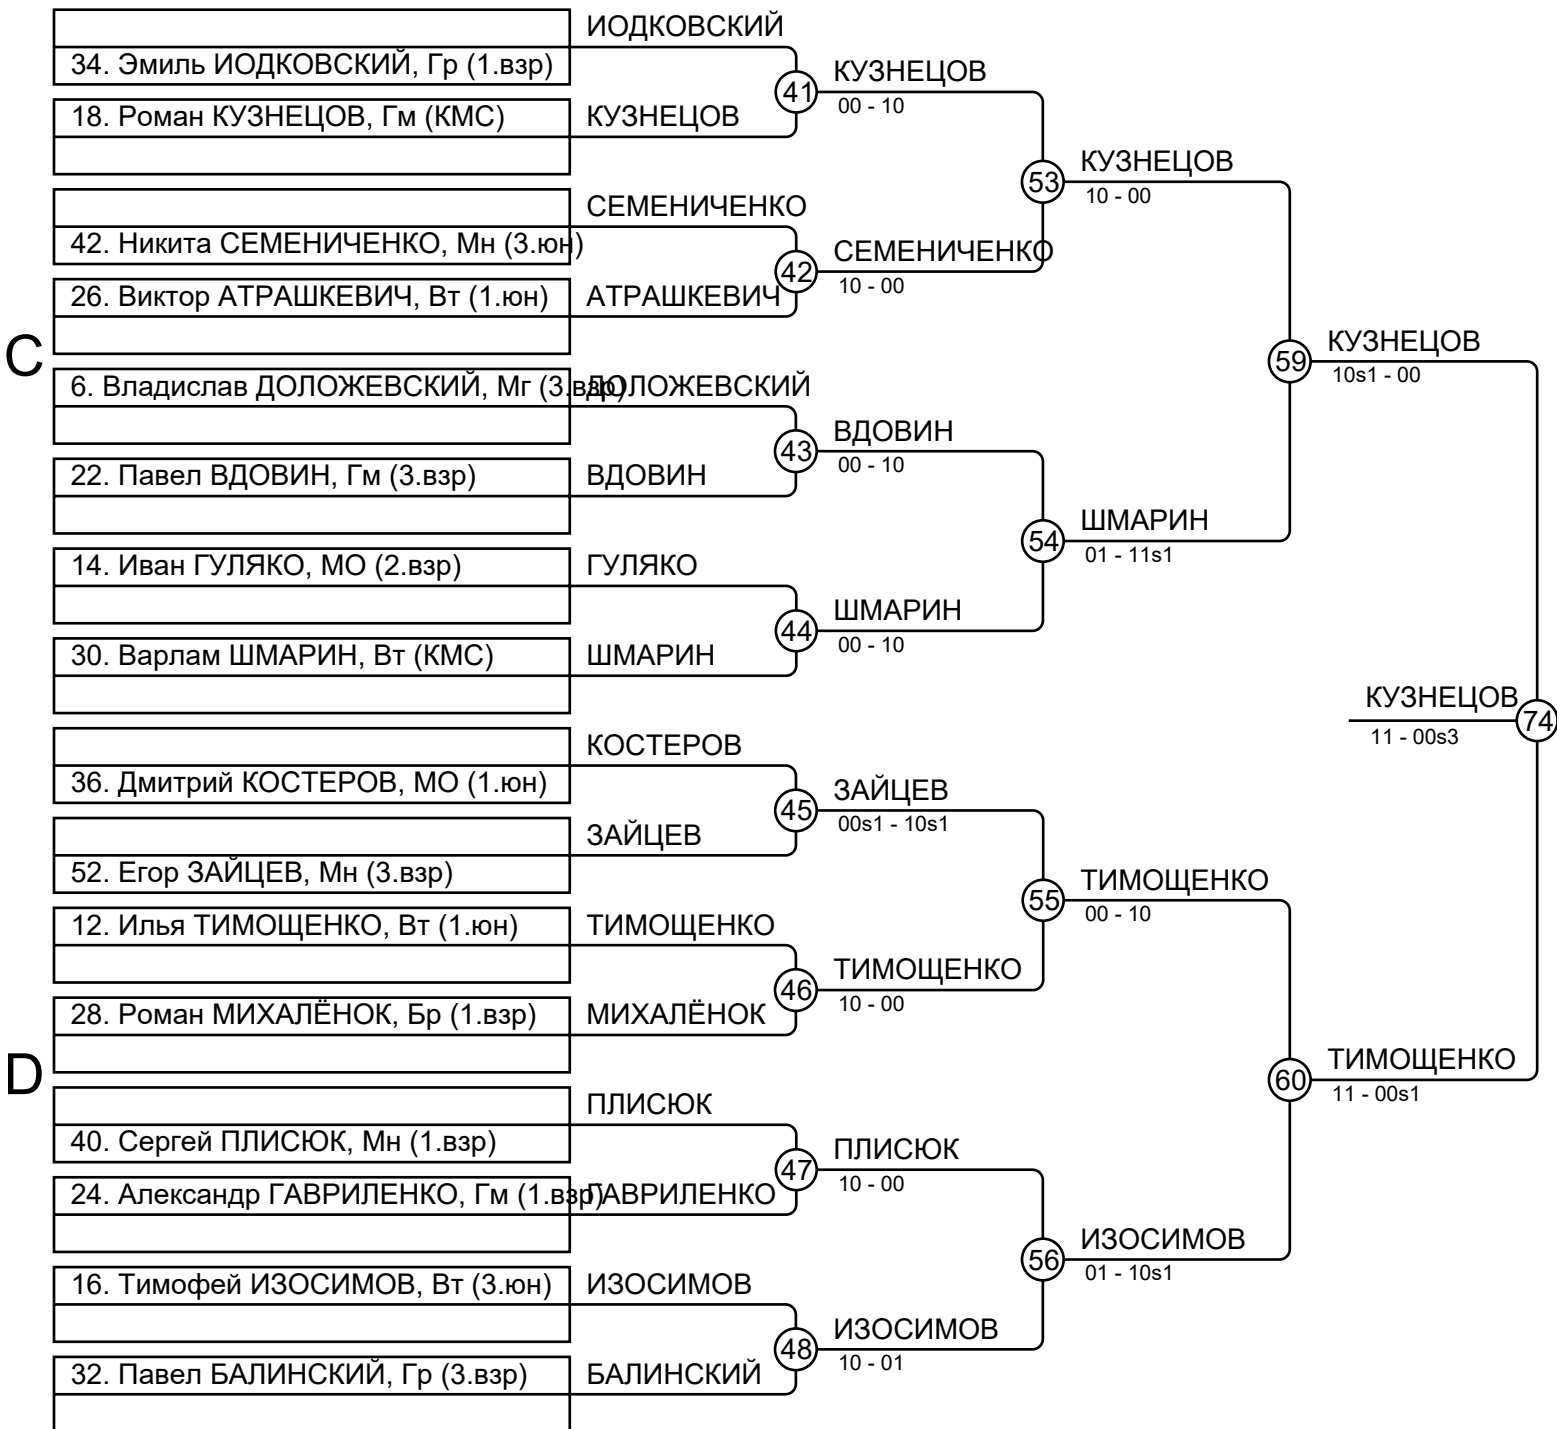 ИОДКОВСКИЙ
34. Эмиль ИОДКОВСКИЙ, Гр (1.взр)
41
КУЗНЕЦОВ
00 - 10
18. Роман КУЗНЕЦОВ, Гм (КМС)
КУЗНЕЦОВ
53
КУЗНЕЦОВ
10 - 00
СЕМЕНИЧЕНКО
42. Никита СЕМЕНИЧЕНКО, Мн (3.юн)
42
СЕМЕНИЧЕНКО
10 - 00
26. Виктор АТРАШКЕВИЧ, Вт (1.юн)
АТРАШКЕВИЧ
C
59
КУЗНЕЦОВ
10s1 - 00
6. Владислав ДОЛОЖЕВСКИЙ, Мг (3.взр)
ДОЛОЖЕВСКИЙ
43
ВДОВИН
00 - 10
22. Павел ВДОВИН, Гм (3.взр)
ВДОВИН
54
ШМАРИН
01 - 11s1
14. Иван ГУЛЯКО, МО (2.взр)
ГУЛЯКО
44
ШМАРИН
00 - 10
30. Варлам ШМАРИН, Вт (КМС)
ШМАРИН
КУЗНЕЦОВ
74
11 - 00s3
КОСТЕРОВ
36. Дмитрий КОСТЕРОВ, МО (1.юн)
45
ЗАЙЦЕВ
00s1 - 10s1
ЗАЙЦЕВ
52. Егор ЗАЙЦЕВ, Мн (3.взр)
55
ТИМОЩЕНКО
00 - 10
12. Илья ТИМОЩЕНКО, Вт (1.юн)
ТИМОЩЕНКО
46
ТИМОЩЕНКО
10 - 00
28. Роман МИХАЛЁНОК, Бр (1.взр)
МИХАЛЁНОК
D
60
ТИМОЩЕНКО
11 - 00s1
ПЛИСЮК
40. Сергей ПЛИСЮК, Мн (1.взр)
47
ПЛИСЮК
10 - 00
24. Александр ГАВРИЛЕНКО, Гм (1.взр)
ГАВРИЛЕНКО
56
ИЗОСИМОВ
01 - 10s1
16. Тимофей ИЗОСИМОВ, Вт (3.юн)
ИЗОСИМОВ
48
ИЗОСИМОВ
10 - 01
32. Павел БАЛИНСКИЙ, Гр (3.взр)
БАЛИНСКИЙ